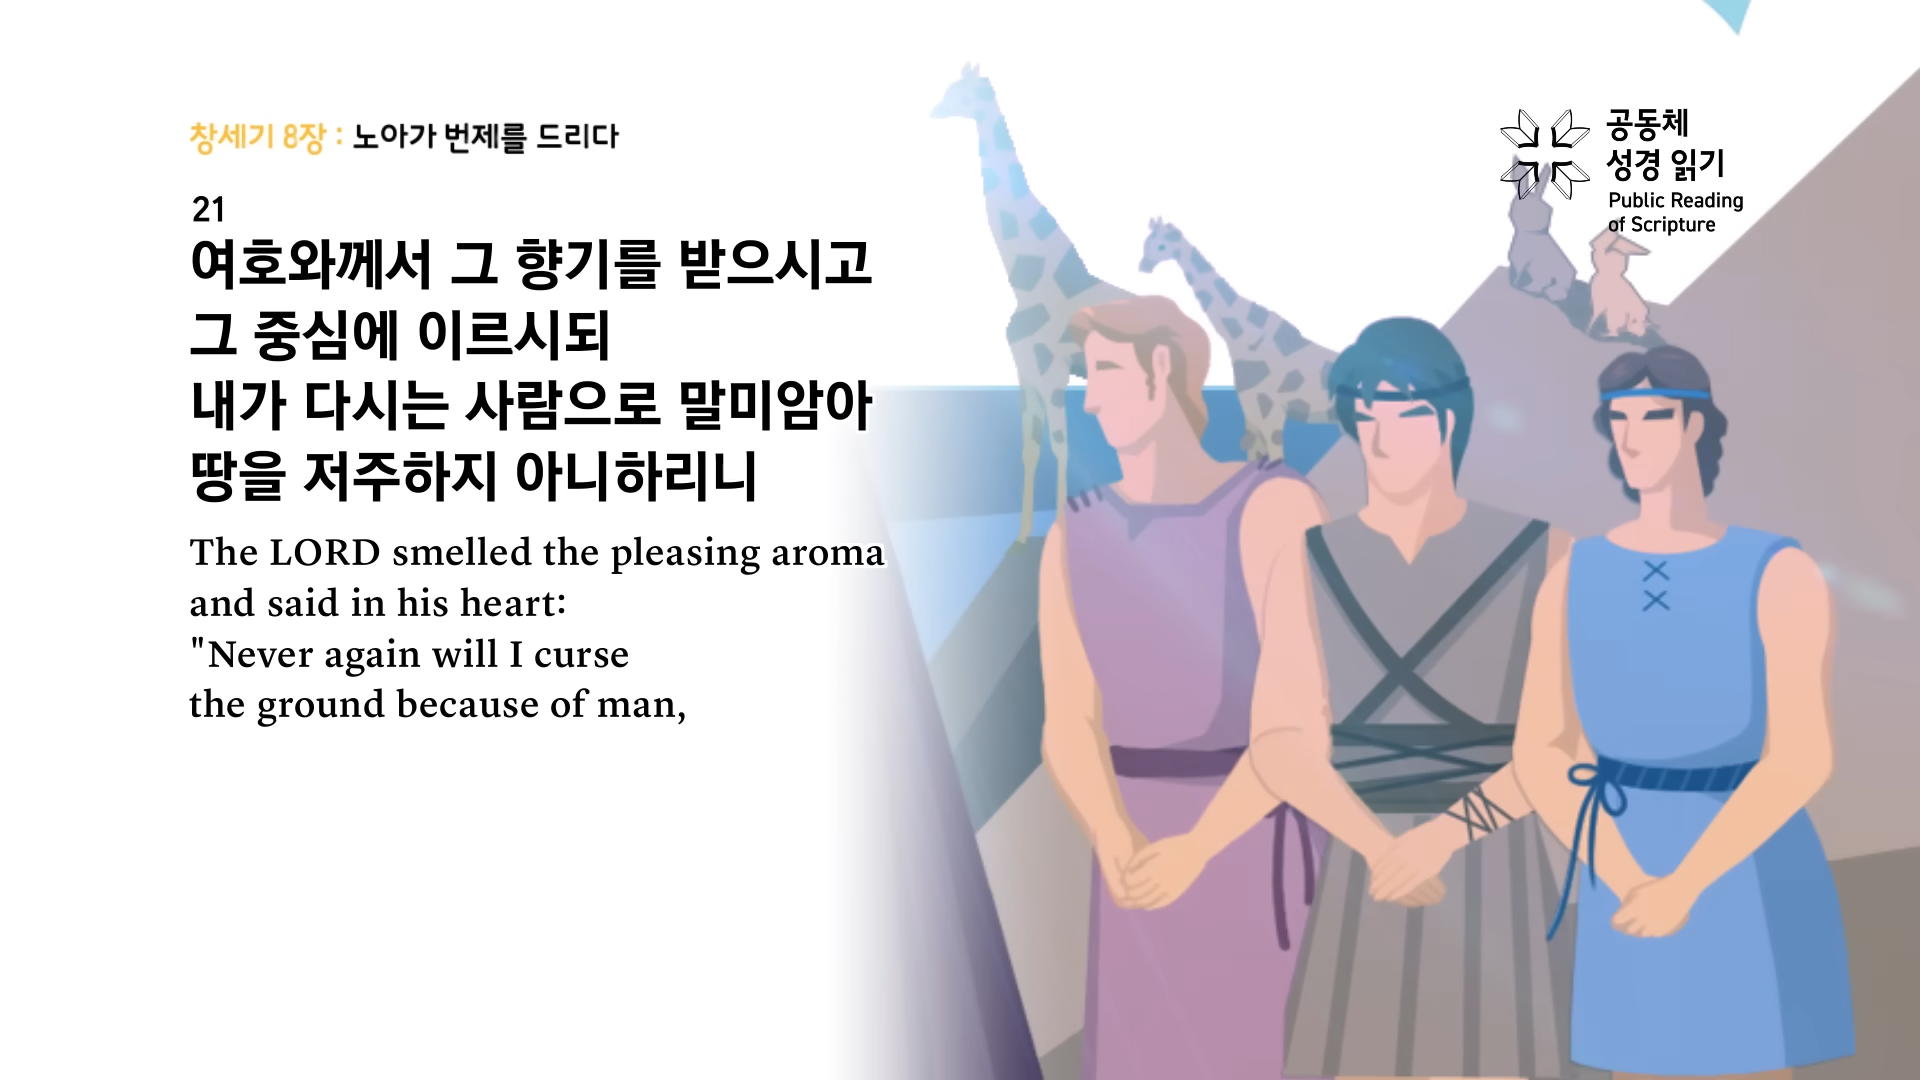 창세기 8장 : 노아가 번제를 드리다
21
여호와께서 그 향기를 받으시고
그 중심에 이르시되
내가 다시는 사람으로 말미암아
땅을 저주하지 아니하리니
The LORD smelled the pleasing aroma
and said in his heart:
"Never again will I curse
the ground because of man,
공동체
성경 읽기
Public Reading
of Scripture